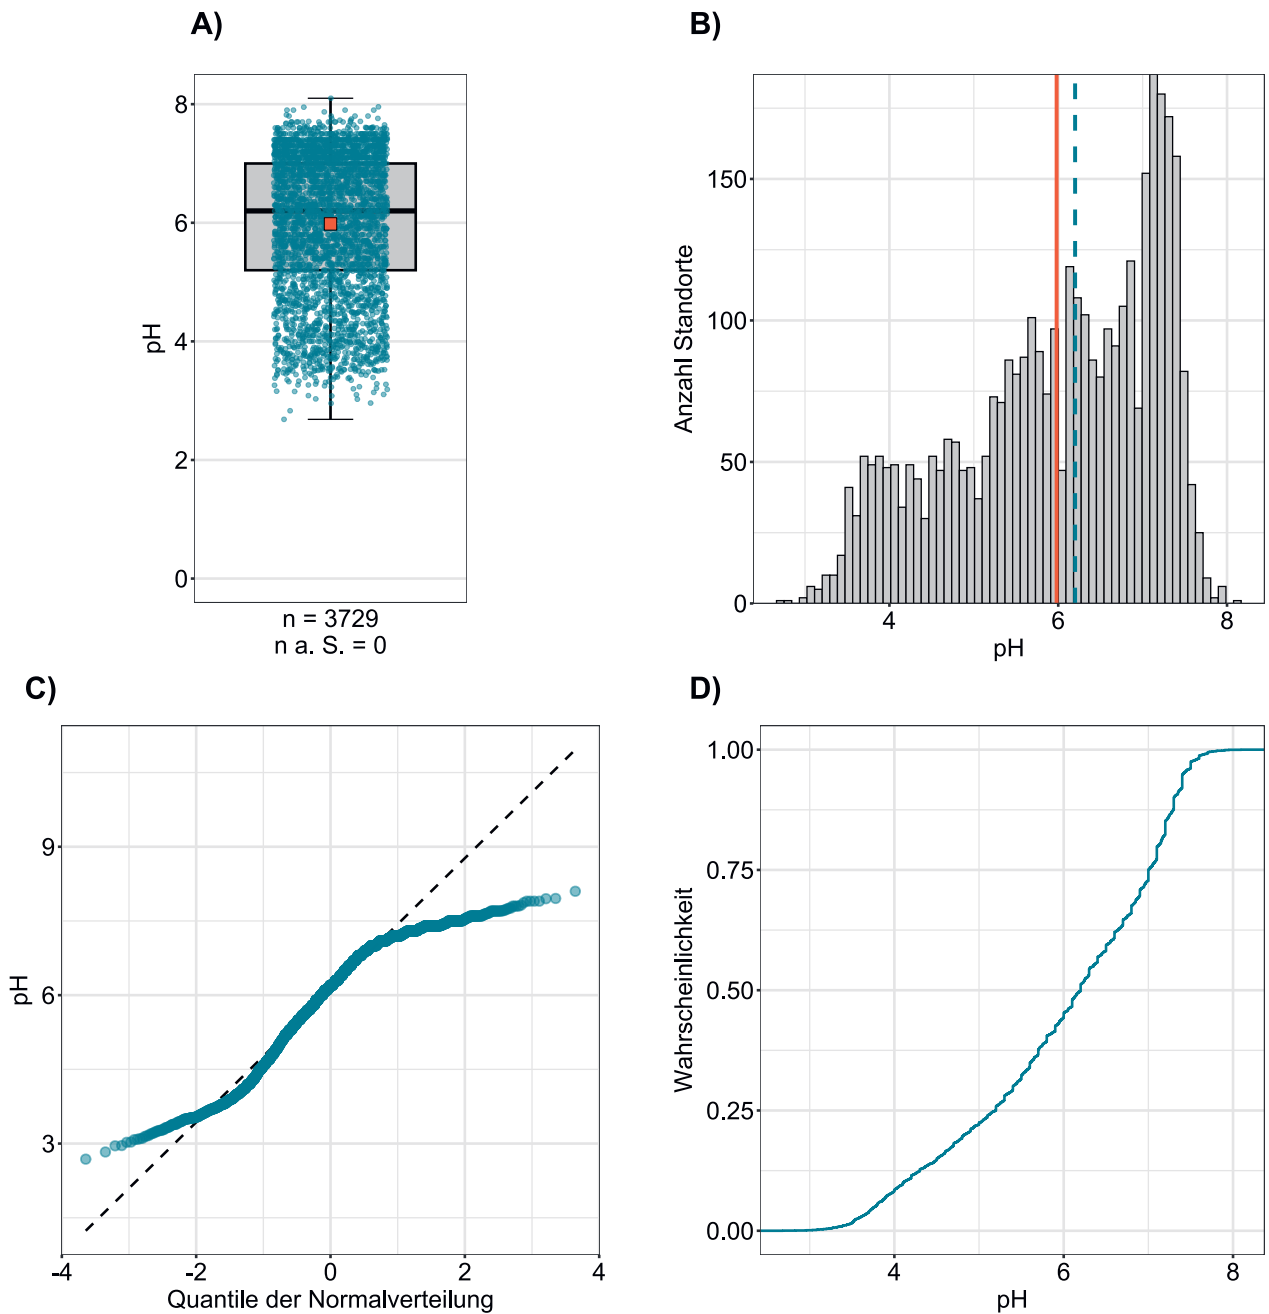 A)
8
6
4
2
0
pH
n = 3729
n a. S. = 0
B)
150
100
50
0
Anzahl Standorte
4 6 8
pH
C)
9
6
3
pH
-4 -2 0 2 4
Quantile der Normalverteilung
D)
1.00
0.75
0.50
0.25
0.00
Wahrscheinlichkeit
4 6 8
pH